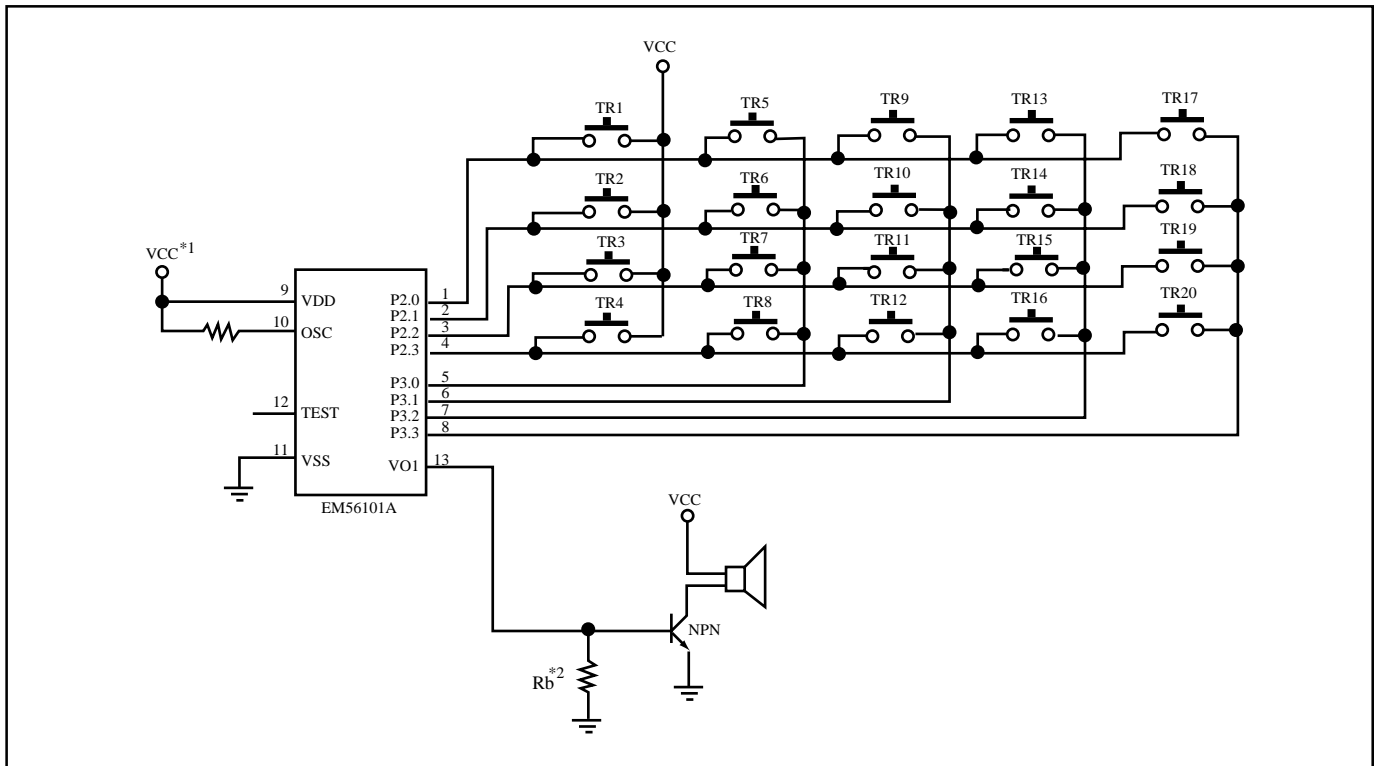 VCC
TR1 TR5 TR9 TR13 TR17
TR2 TR6 TR10 TR14 TR18
TR3 TR7 TR11 TR15 TR19
TR4 TR8 TR12 TR16 TR20
VCC*1
9 VDD P2.0 1
P2.1 2
10 OSC P2.2 3
P2.3 4
P3.0 5
P3.1 6
12 TEST P3.2 7
P3.3 8
11 VSS VO1 13
EM56101A
VCC
NPN
Rb*2